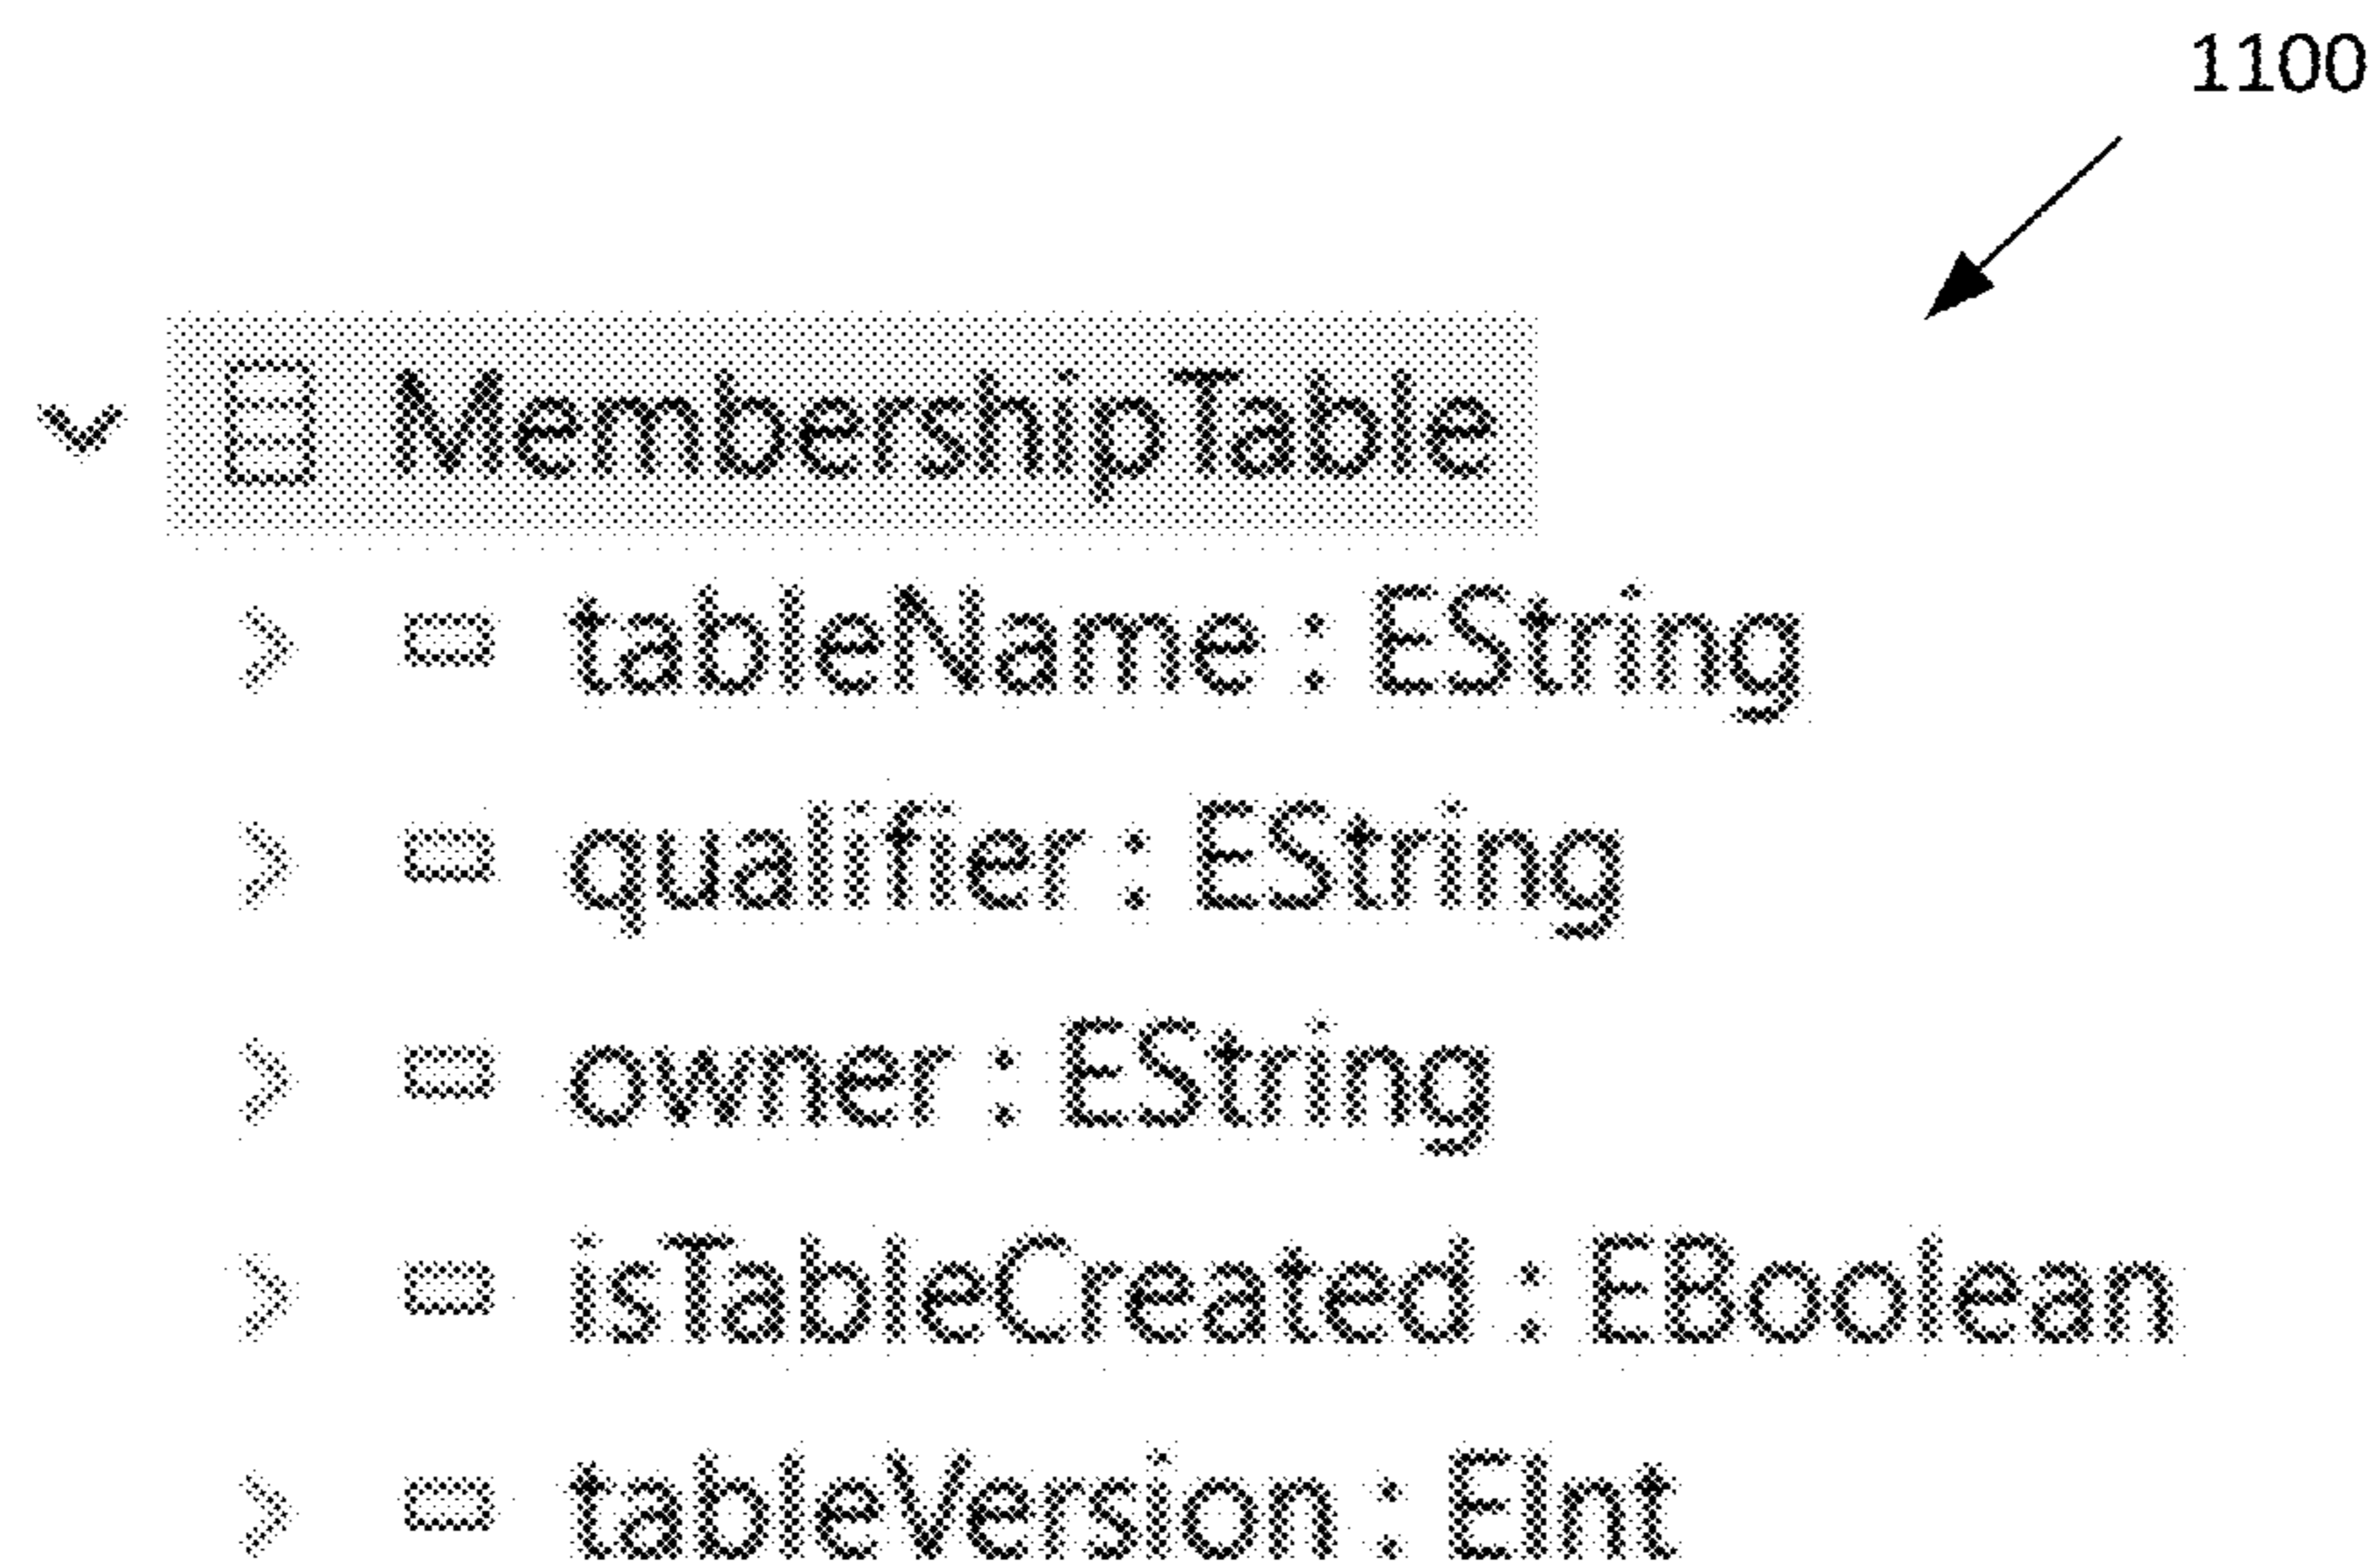 1100
MembershipTable
tableName : EString
qualifier : EString
owner : EString
isTableCreated : EBoolean
tableVersion : EInt